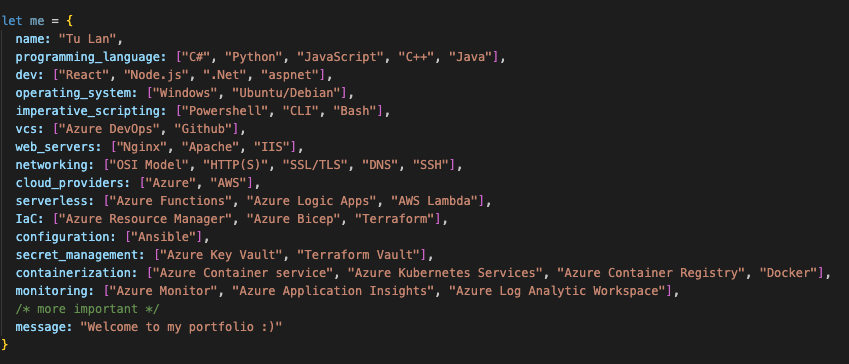 let me = {
name: "Tu Lan",
programming_language: ["C#", "Python", "JavaScript", "C++", "Java"],
dev: ["React", "Node.js", ".Net", "aspnet"],
operating_system: ["Windows", "Ubuntu/Debian"],
imperative_scripting: ["Powershell", "CLI", "Bash"],
vcs: ["Azure DevOps", "Github"],
web_servers: ["Nginx", "Apache", "IIS"],
networking: ["OSI Model", "HTTP(S)", "SSL/TLS", "DNS", "SSH"],
cloud_providers: ["Azure", "AWS"],
serverless: ["Azure Functions", "Azure Logic Apps", "AWS Lambda"],
IaC: ["Azure Resource Manager", "Azure Bicep", "Terraform"],
configuration: ["Ansible"],
secret_management: ["Azure Key Vault", "Terraform Vault"],
containerization: ["Azure Container service", "Azure Kubernetes Services", "Azure Container Registry", "Docker"],
monitoring: ["Azure Monitor", "Azure Application Insights", "Azure Log Analytic Workspace"],
/* more important */
message: "Welcome to my portfolio :)"
}